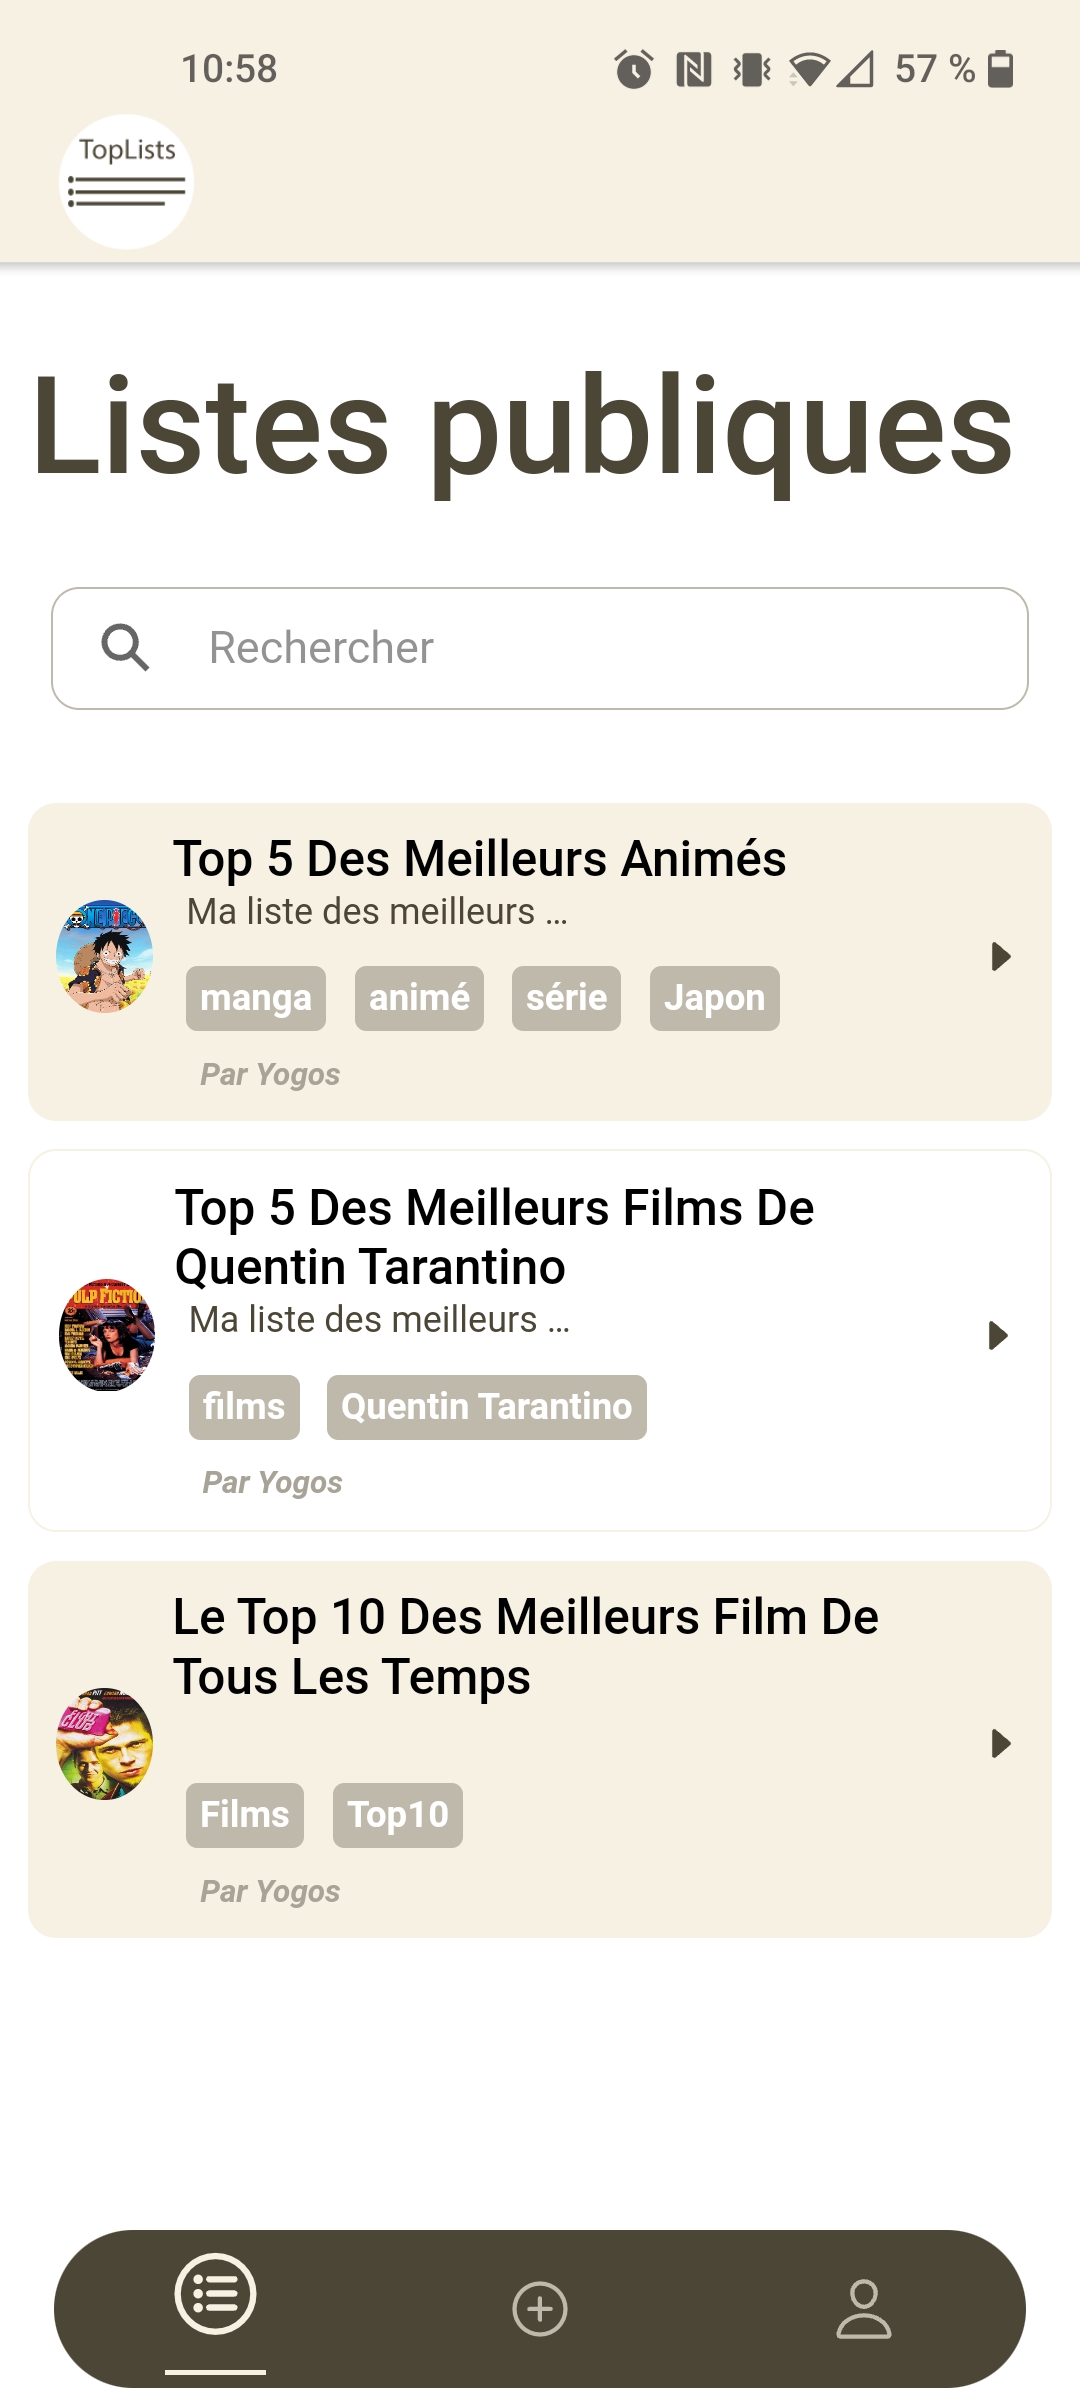 10:58
57 %
TopLists
Listes publiques
Rechercher
Top 5 Des Meilleurs Animés
Ma liste des meilleurs ...
manga animé série Japon
Par Yogos
Top 5 Des Meilleurs Films De
Quentin Tarantino
Ma liste des meilleurs ...
films Quentin Tarantino
Par Yogos
Le Top 10 Des Meilleurs Film De
Tous Les Temps
FIGHT
CLUB
Films Top10
Par Yogos